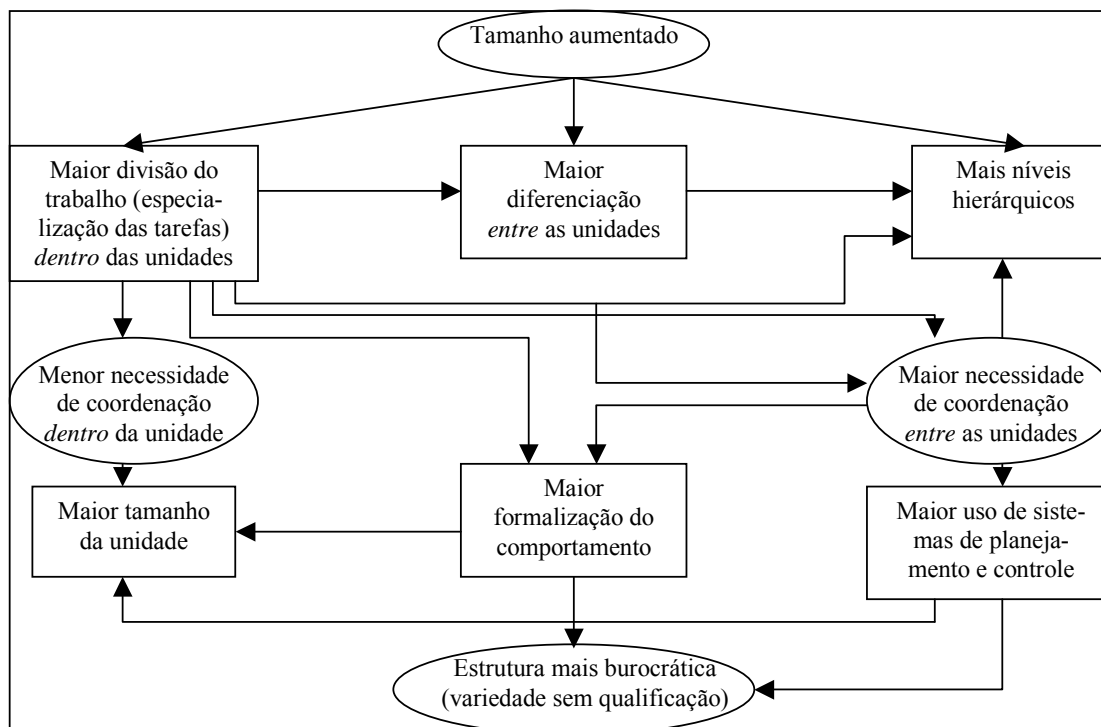 Tamanho aumentado
Maior divisão do
trabalho (especia-
lização das tarefas)
dentro das unidades
Maior
diferenciação
entre as unidades
Mais níveis
hierárquicos
Menor necessidade
de coordenação
dentro da unidade
Maior necessidade
de coordenação
entre as unidades
Maior tamanho
da unidade
Maior
formalização do
comportamento
Maior uso de siste-
mas de planeja-
mento e controle
Estrutura mais burocrática
(variedade sem qualificação)